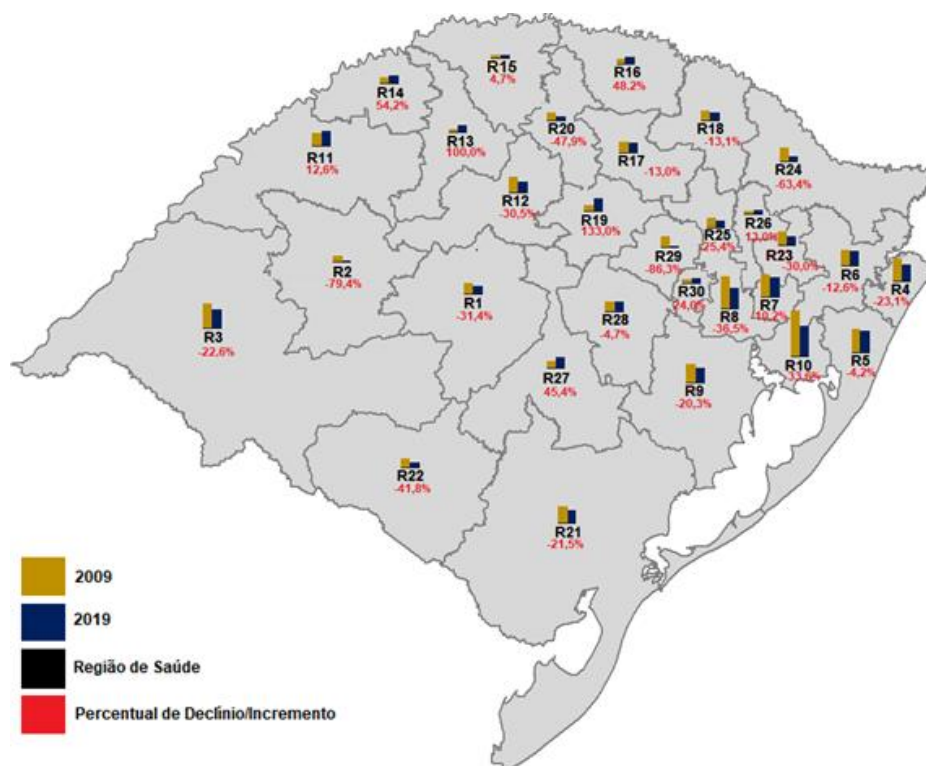 R15
4,7%
R16
48.2%
R14
54,2%
R18
-13,1%
R20
-47,9%
R13
100,0%
R11
12,6%
R17
-13,0%
R24
-63,4%
R12
-30,5%
R19
133,0%
R26
13,0%
R25
25,4%
R23
-30,0%
R29
-86,3%
R2
-79,4%
R6
-12,6%
R4
-23,1%
R1
-31,4%
R30
24,0%
R8
-36,5%
R7
10,2%
R28
-4,7%
R3
-22,6%
R10
R5
-4,2%
R27
45,4%
R9
-20,3%
R22
-41,8%
R21
-21,5%
2009
2019
Região de Saúde
Percentual de Declínio/Incremento